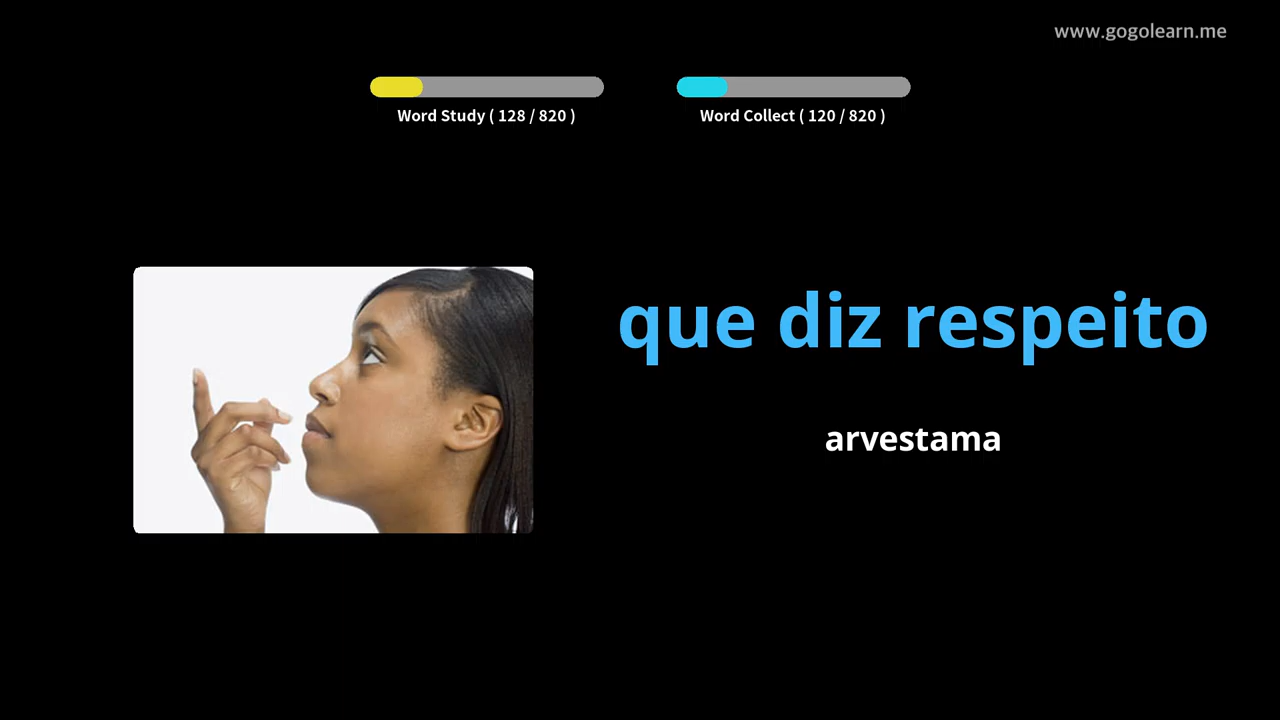 www.gogolearn.me
Word Study ( 128 / 820 )
Word Collect ( 120 / 820 )
que diz respeito
arvestama